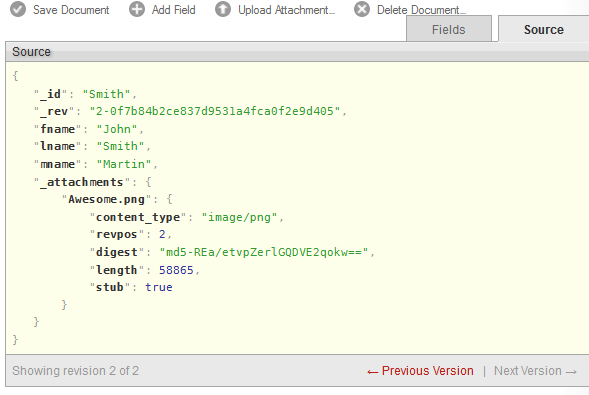 Save Document Add Field Upload Attachment... Delete Document...
Fields Source
Source
{
"_id": "Smith",
"_rev": "2-0f7b84b2ce837d9531a4fca0f2e9d405",
"fname": "John",
"lname": "Smith",
"mname": "Martin",
"_attachments": {
"Awesome.png": {
"content_type": "image/png",
"revpos": 2,
"digest": "md5-REa/etvpZerlGQDVE2qokw==",
"length": 58865,
"stub": true
}
}
}
Showing revision 2 of 2 ← Previous Version | Next Version →